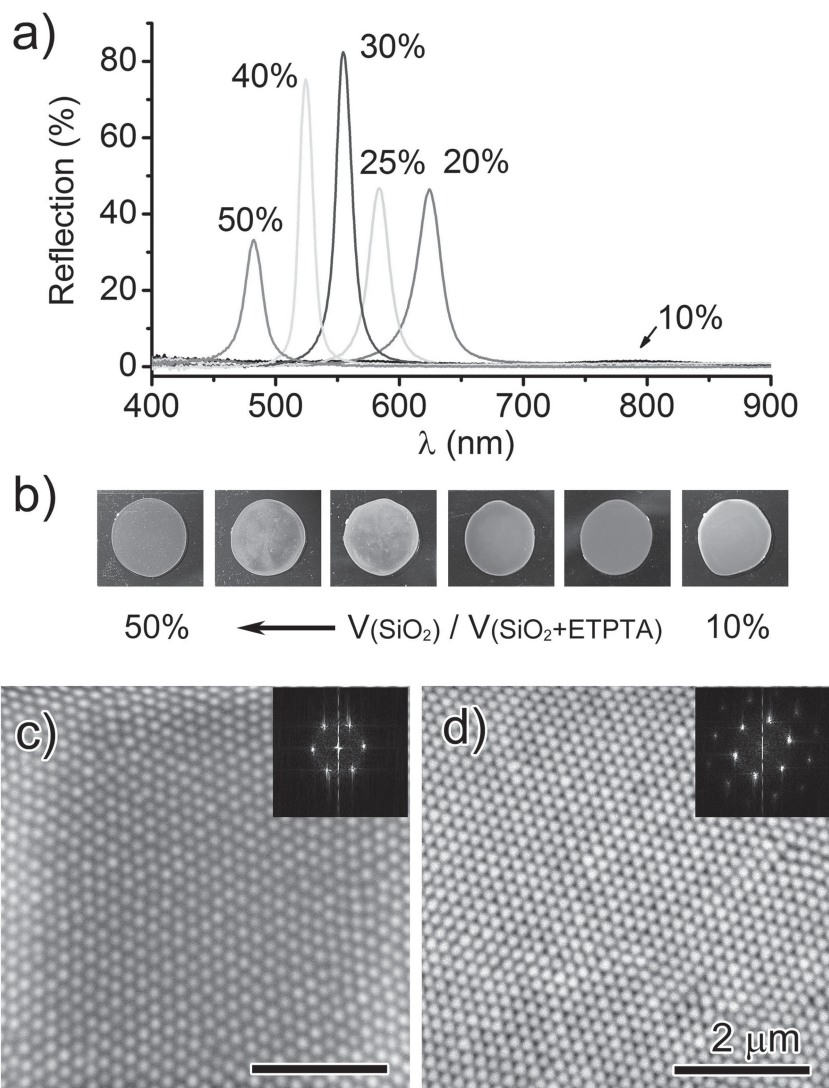 a)
Reflection (%)
80
60
40
20
0
50%
40%
30%
25%
20%
10%
400 500 600 700 800 900
λ (nm)
b)
50% V(SiO₂) / V(SiO₂+ETPTA) 10%
c)
d)
2 μm